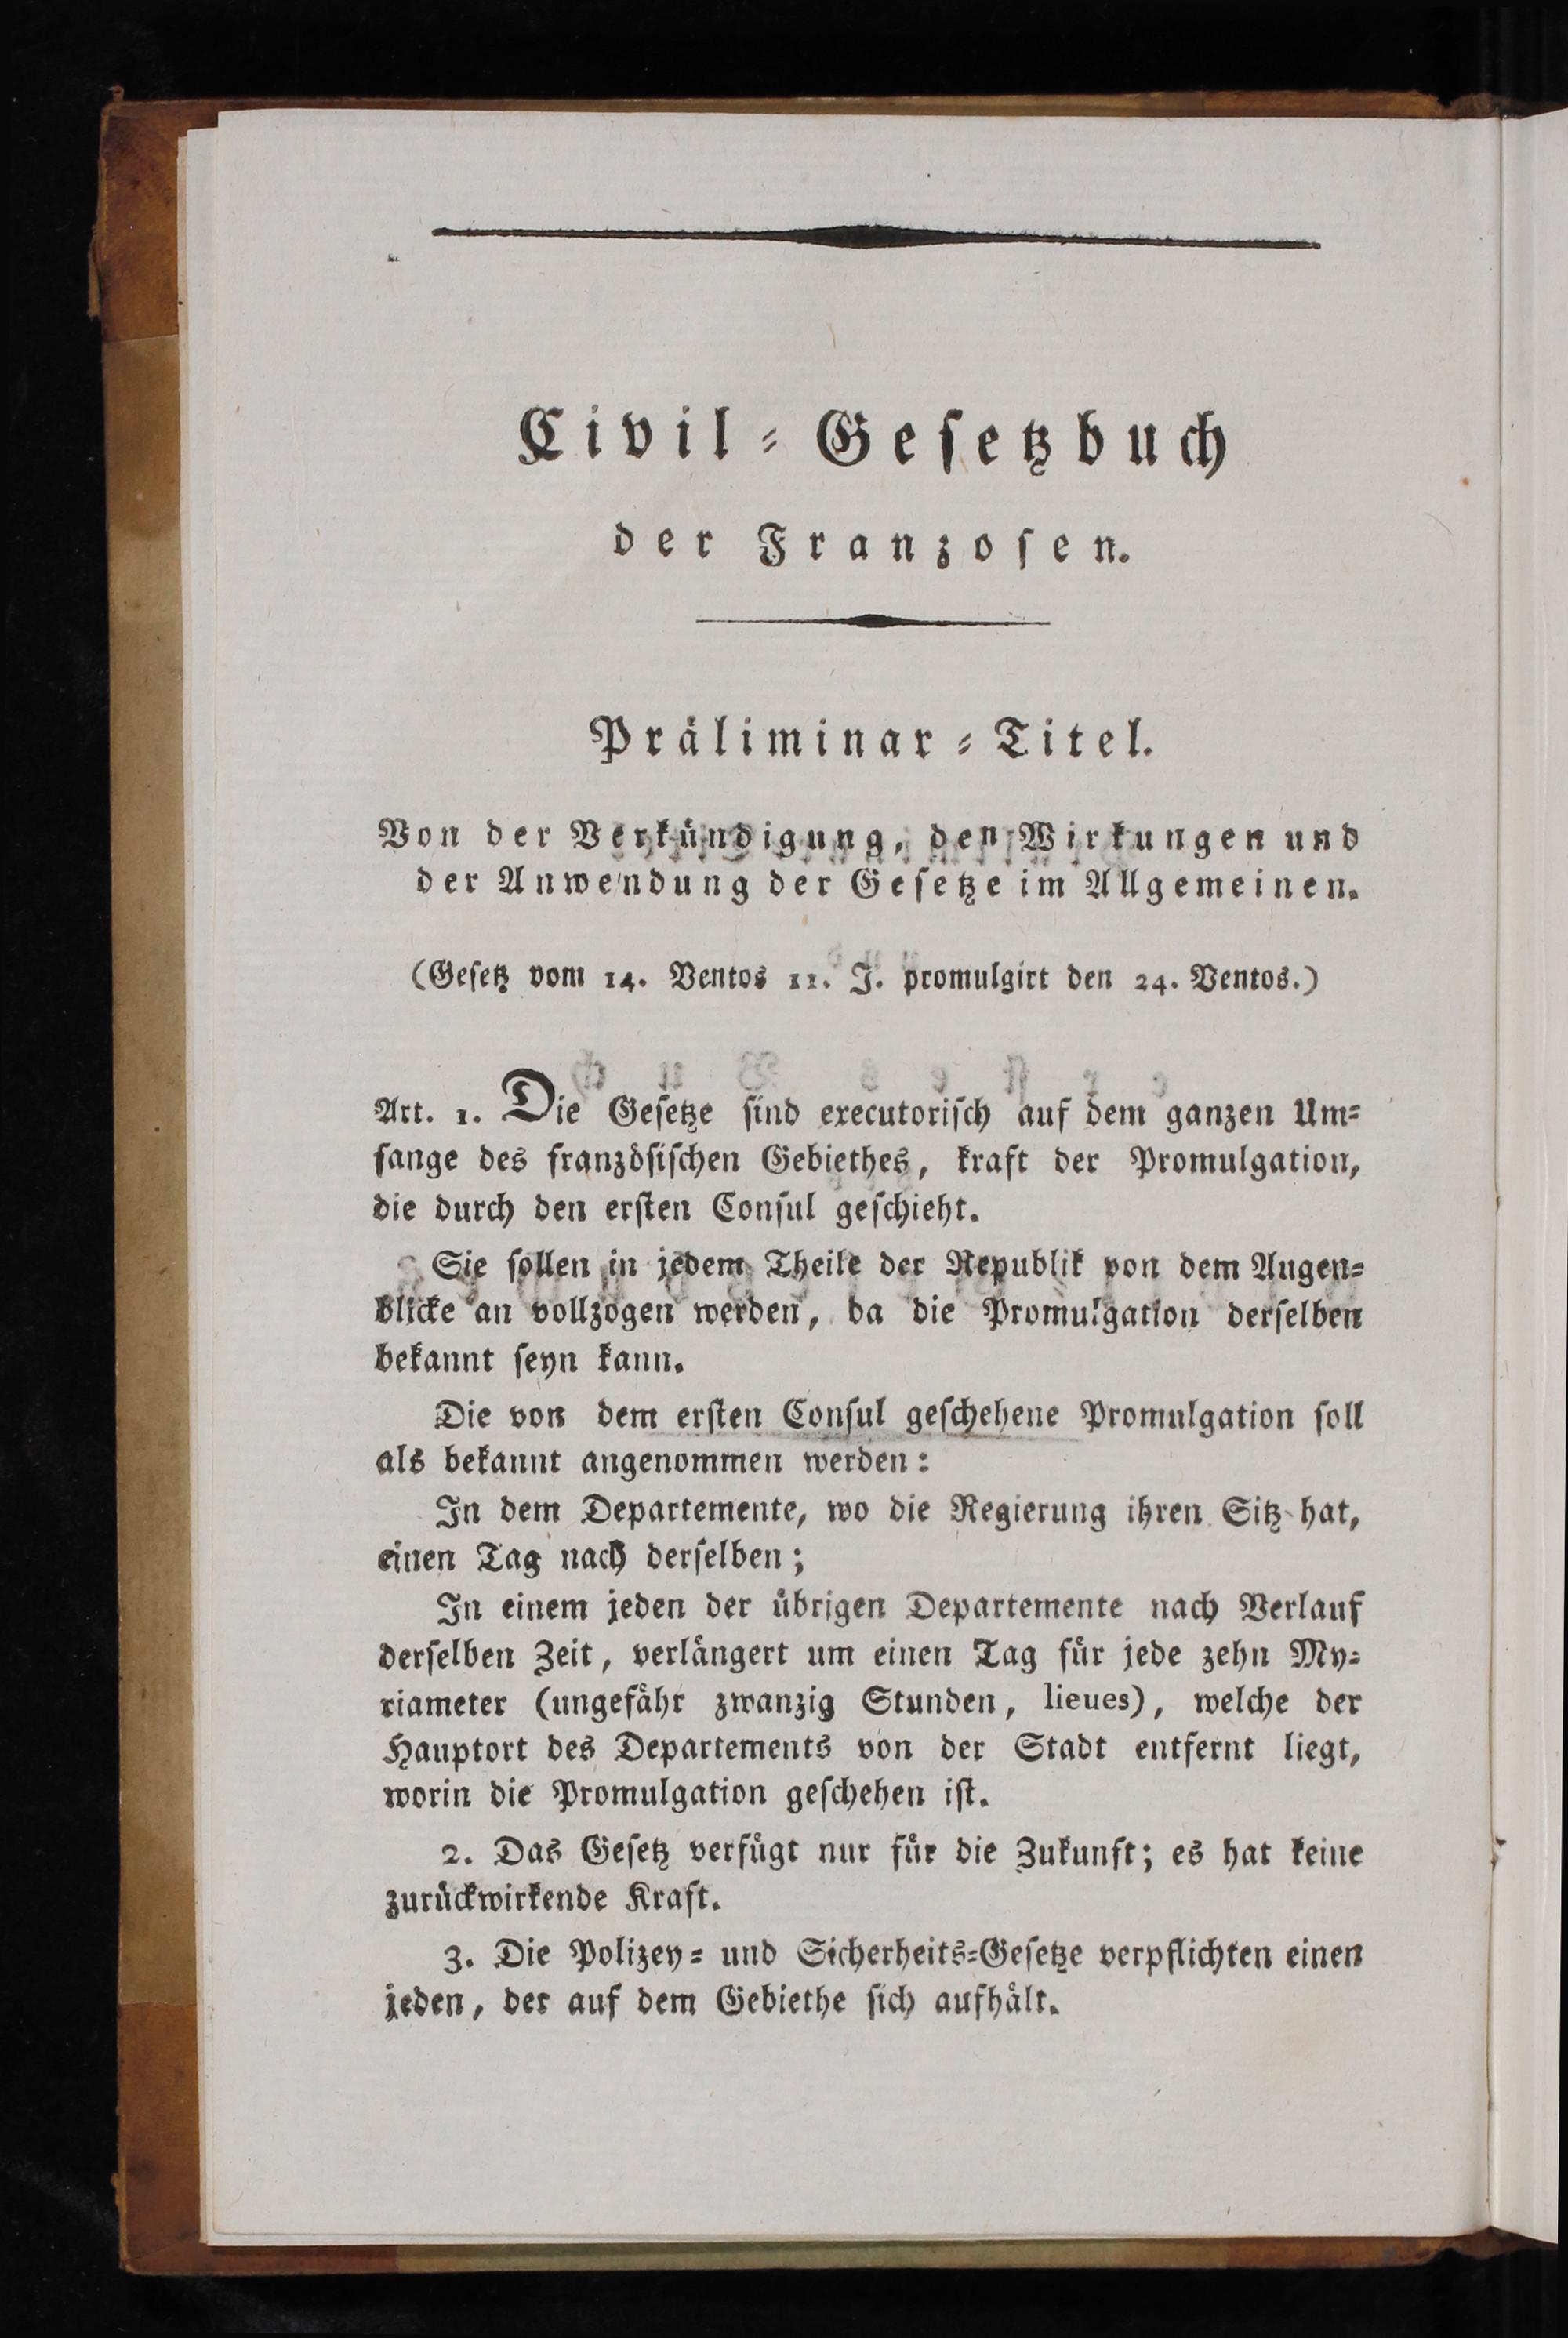 Civil-Gesetzbuch
der Franzosen.
Präliminar-Titel.
Von der Verkündigung, den Wirkungen und
der Anwendung der Gesetze im Allgemeinen.
(Gesetz vom 14. Ventos 11. J. promulgirt den 24. Ventos.)
Art. 1. Die Gesetze sind executorisch auf dem ganzen Um-
fange des französischen Gebiethes, kraft der Promulgation,
die durch den ersten Consul geschieht.
Sie sollen in jedem Theile der Republik von dem Augen-
blicke an vollzogen werden, da die Promulgation derselben
bekannt seyn kann.
Die von dem ersten Consul geschehene Promulgation soll
als bekannt angenommen werden:
In dem Departemente, wo die Regierung ihren Sitz hat,
einen Tag nach derselben;
In einem jeden der übrigen Departemente nach Verlauf
derselben Zeit, verlängert um einen Tag für jede zehn My-
riameter (ungefähr zwanzig Stunden, lieues), welche der
Hauptort des Departements von der Stadt entfernt liegt,
worin die Promulgation geschehen ist.
2. Das Gesetz verfügt nur für die Zukunft; es hat keine
zurückwirkende Kraft.
3. Die Polizey- und Sicherheits-Gesetze verpflichten einen
jeden, der auf dem Gebiethe sich aufhält.